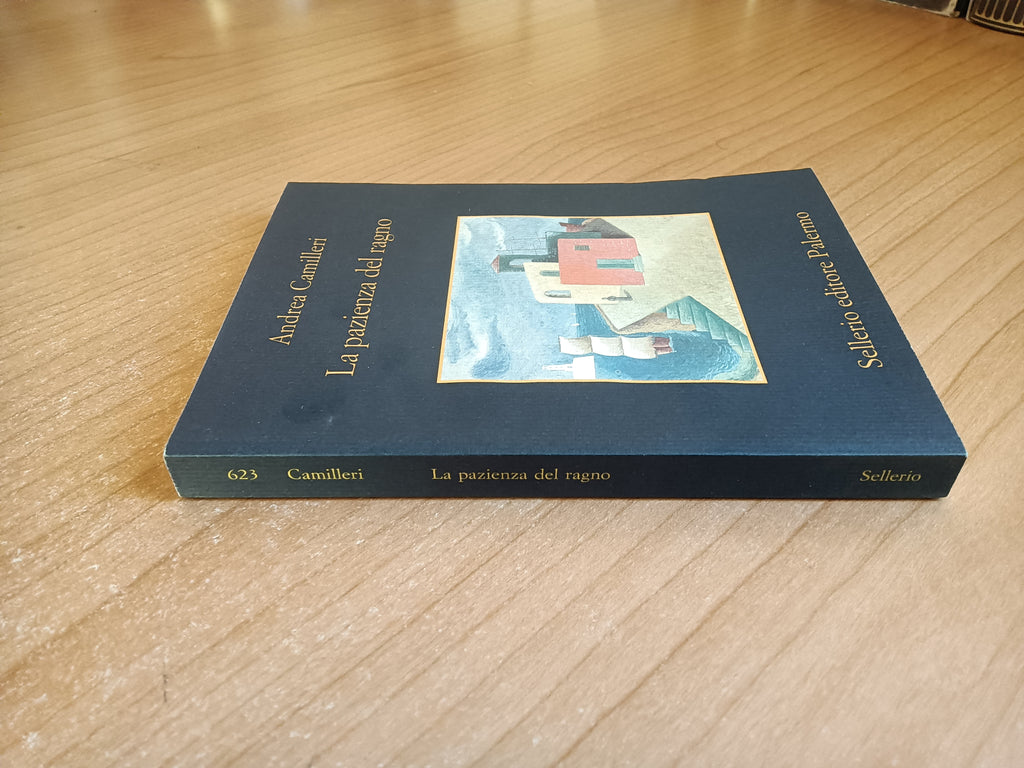 Andrea Camilleri
La pazienza del ragno
Sellerio editore Palermo
623 Camilleri La pazienza del ragno Sellerio